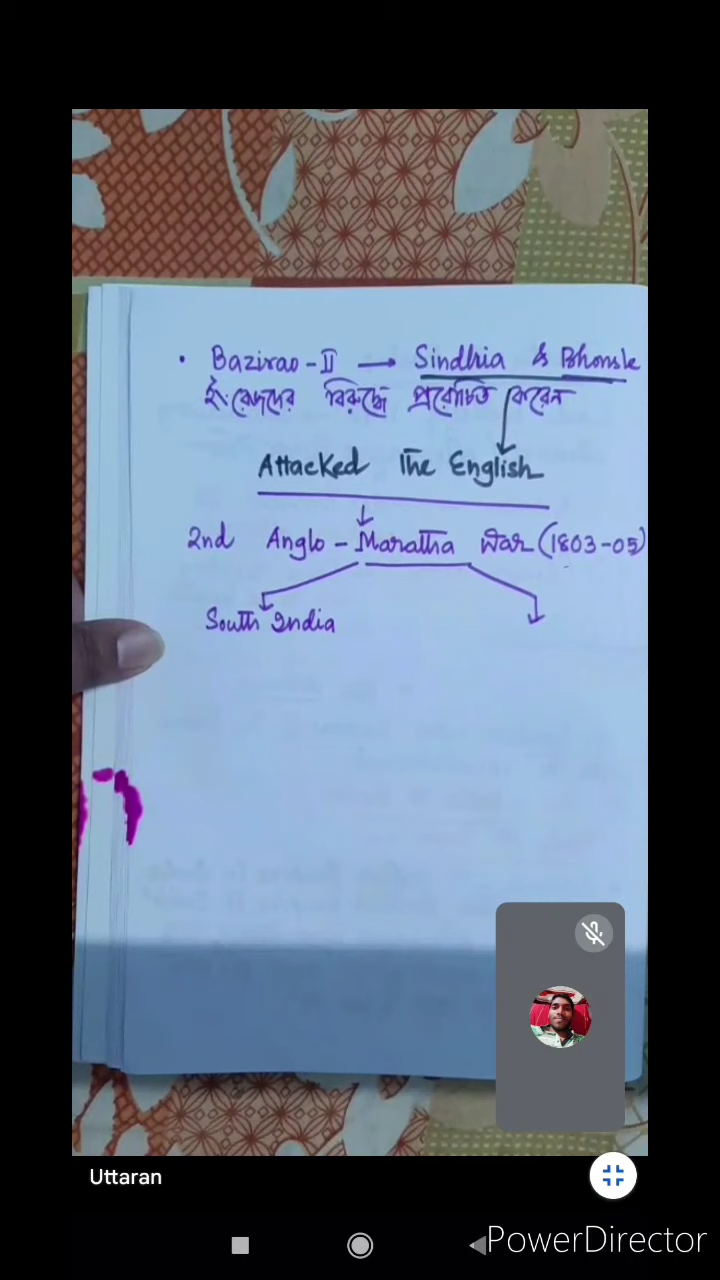 • Bazirao-II → Sindhia & Bhonsle
ইংরেজদের বিরুদ্ধে প্ররোচিত করেন
Attacked The English
2nd Anglo-Maratha War (1803-05)
South India
Uttaran
PowerDirector